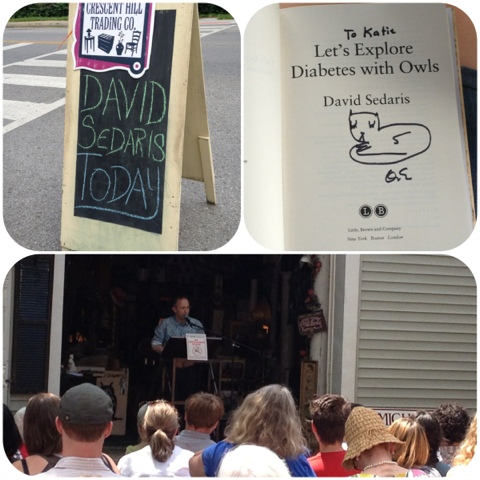 CRESCENT HILL
TRADING CO.
DAVID
SEDARIS
TODAY
To Katie
Let's Explore
Diabetes with Owls
David Sedaris
L B
Little, Brown and Company
New York Boston London